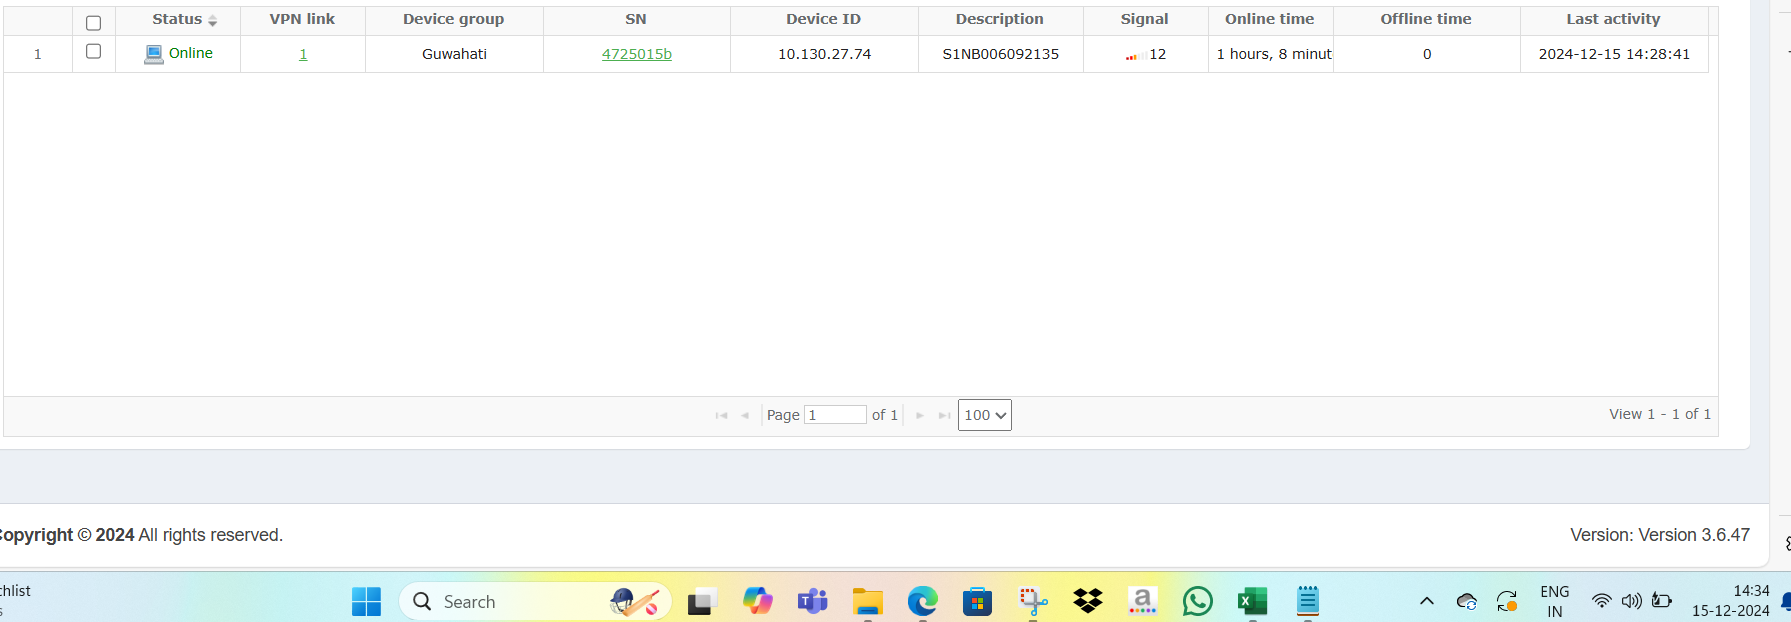 Status VPN link Device group SN Device ID Description Signal Online time Offline time Last activity
1 Online 1 Guwahati 4725015b 10.130.27.74 S1NB006092135 12 1 hours, 8 minut 0 2024-12-15 14:28:41
Page 1 of 1 100 View 1 - 1 of 1
opyright © 2024 All rights reserved. Version: Version 3.6.47
hlist
Search
ENG
IN
14:34
15-12-2024